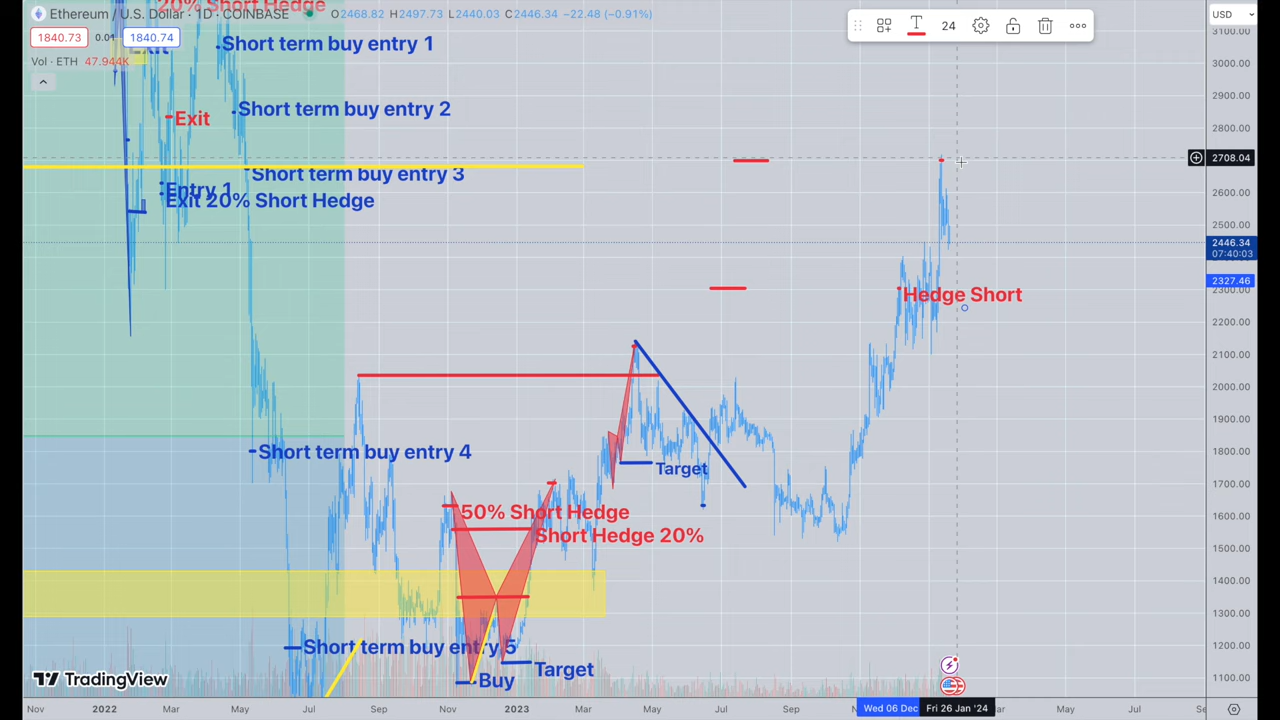 20% Short Hedge
Ethereum / U.S. Dollar · 1D · COINBASE O2468.82 H2497.73 L2440.03 C2446.34 −22.48 (−0.91%)
1840.73 0.01 1840.74
Vol · ETH 47.944K
T 24
USD
Short term buy entry 1
Short term buy entry 2
Exit
Short term buy entry 3
Entry 1
Exit 20% Short Hedge
Hedge Short
Short term buy entry 4
Target
50% Short Hedge
Short Hedge 20%
Short term buy entry 5
Target
Buy
TradingView
3100.00
3000.00
2900.00
2800.00
2708.04
2600.00
2500.00
2446.34
07:40:03
2327.46
2300.00
2200.00
2100.00
2000.00
1900.00
1800.00
1700.00
1600.00
1500.00
1400.00
1300.00
1200.00
1100.00
Nov 2022 Mar May Jul Sep Nov 2023 Mar May Jul Sep Wed 06 Dec Fri 26 Jan '24 May Jul